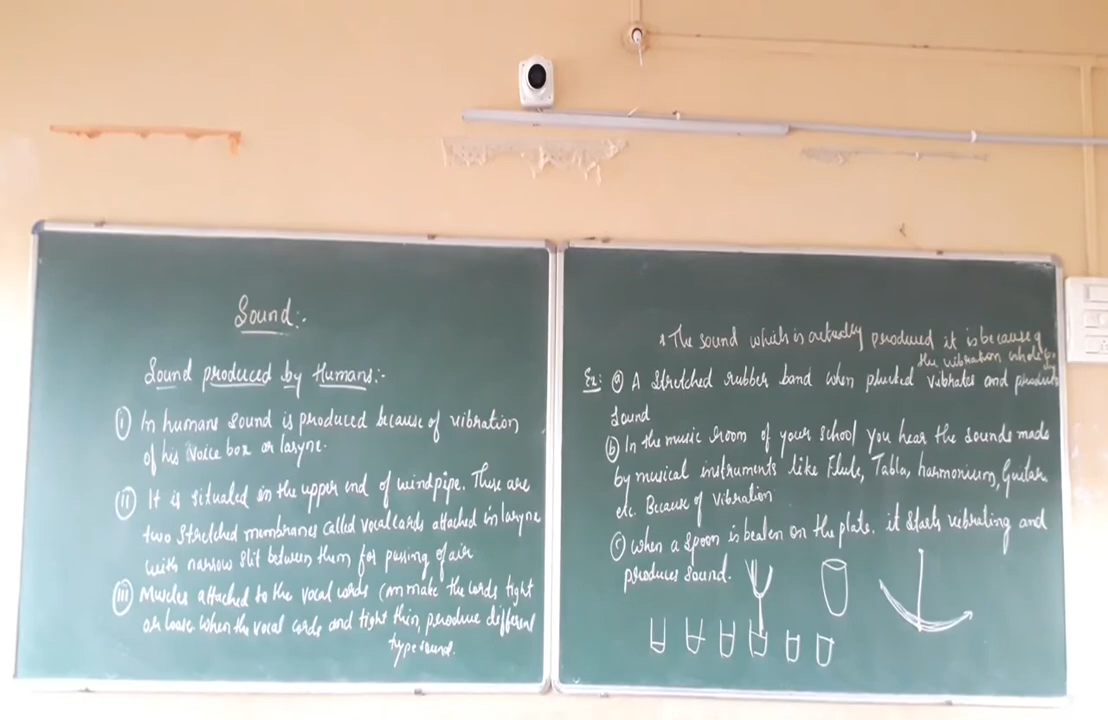 Sound:-
Sound produced by Humans:-
i) In humans sound is produced because of vibration
of his voice box or larynx.
ii) It is situated in the upper end of windpipe. There are
two stretched membranes called vocalcards attached in larynx
with narrow slit between them for passing of air
iii) Muscles attached to the vocal cords can make the cords tight
or loose. When the vocal cords and tight thin, produce different
type sound.
The sound which is actually produced it is because of
the vibration
Ex: a) A stretched rubber band when plucked vibrates and produces
sound
b) In the music room of your school you hear the sounds made
by musical instruments like Flute, Tabla, harmonium, Guitar
etc. Because of vibration
c) when a spoon is beaten on the plate. it starts vibrating and
produces sound.